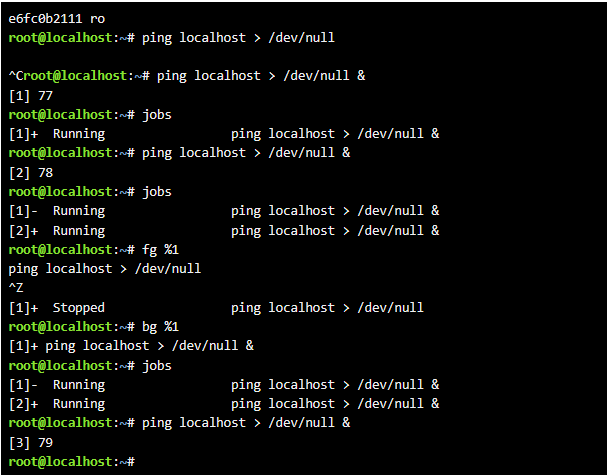 e6fc0b2111 ro
root@localhost:~# ping localhost > /dev/null
^Croot@localhost:~# ping localhost > /dev/null &
[1] 77
root@localhost:~# jobs
[1]+  Running                 ping localhost > /dev/null &
root@localhost:~# ping localhost > /dev/null &
[2] 78
root@localhost:~# jobs
[1]-  Running                 ping localhost > /dev/null &
[2]+  Running                 ping localhost > /dev/null &
root@localhost:~# fg %1
ping localhost > /dev/null
^Z
[1]+  Stopped                 ping localhost > /dev/null
root@localhost:~# bg %1
[1]+ ping localhost > /dev/null &
root@localhost:~# jobs
[1]-  Running                 ping localhost > /dev/null &
[2]+  Running                 ping localhost > /dev/null &
root@localhost:~# ping localhost > /dev/null &
[3] 79
root@localhost:~#